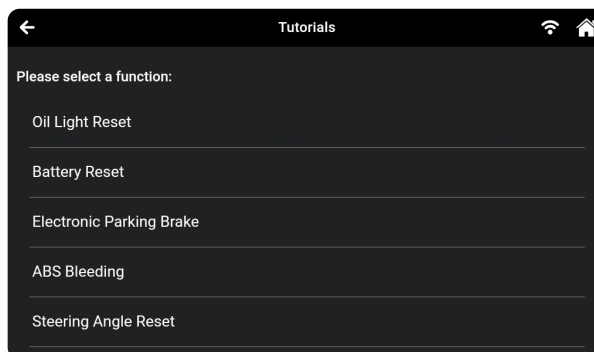 Tutorials
Please select a function:
Oil Light Reset
Battery Reset
Electronic Parking Brake
ABS Bleeding
Steering Angle Reset